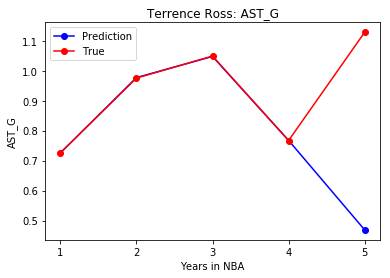 Terrence Ross: AST_G
Prediction
True
AST_G
1.1
1.0
0.9
0.8
0.7
0.6
0.5
1 2 3 4 5
Years in NBA